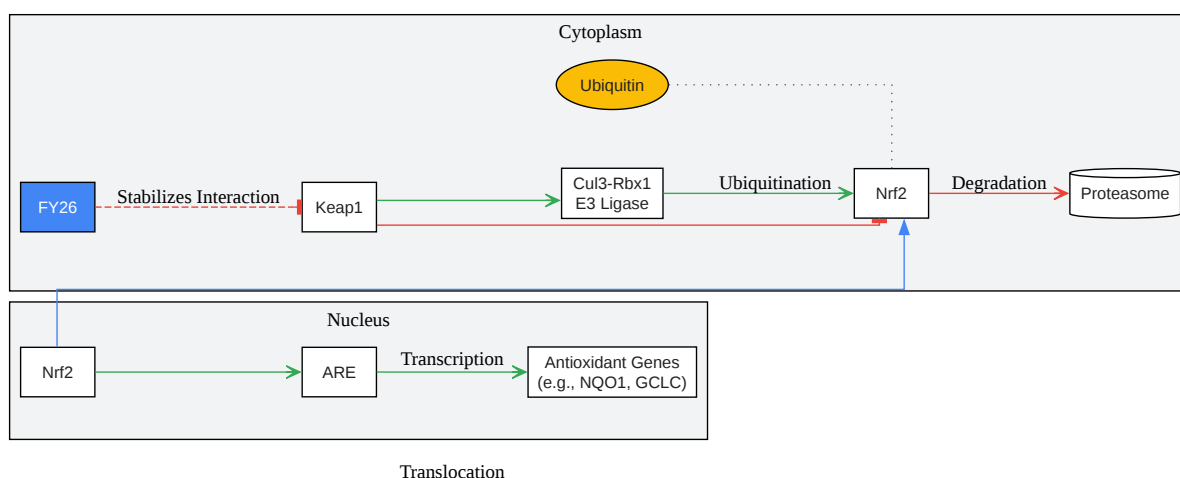 Cytoplasm
Ubiquitin
FY26
Stabilizes Interaction
Keap1
Cul3-Rbx1
E3 Ligase
Ubiquitination
Nrf2
Degradation
Proteasome
Nucleus
Nrf2
ARE
Transcription
Antioxidant Genes
(e.g., NQO1, GCLC)
Translocation